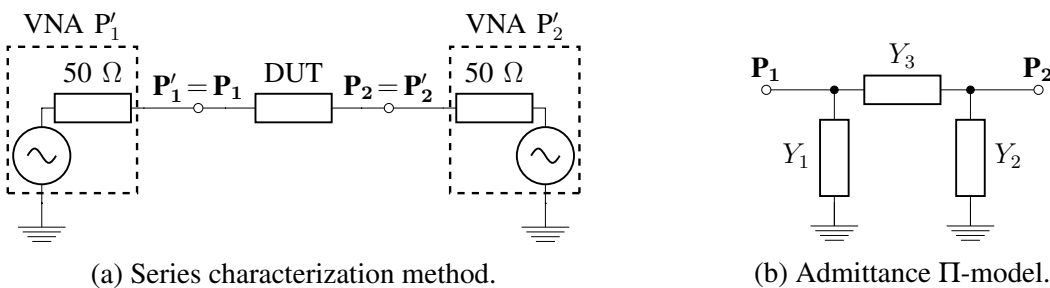 VNA P′₁
VNA P′₂
50 Ω
P′₁ = P₁
DUT
P₂ = P′₂
50 Ω
(a) Series characterization method.
P₁
Y₃
P₂
Y₁
Y₂
(b) Admittance Π-model.